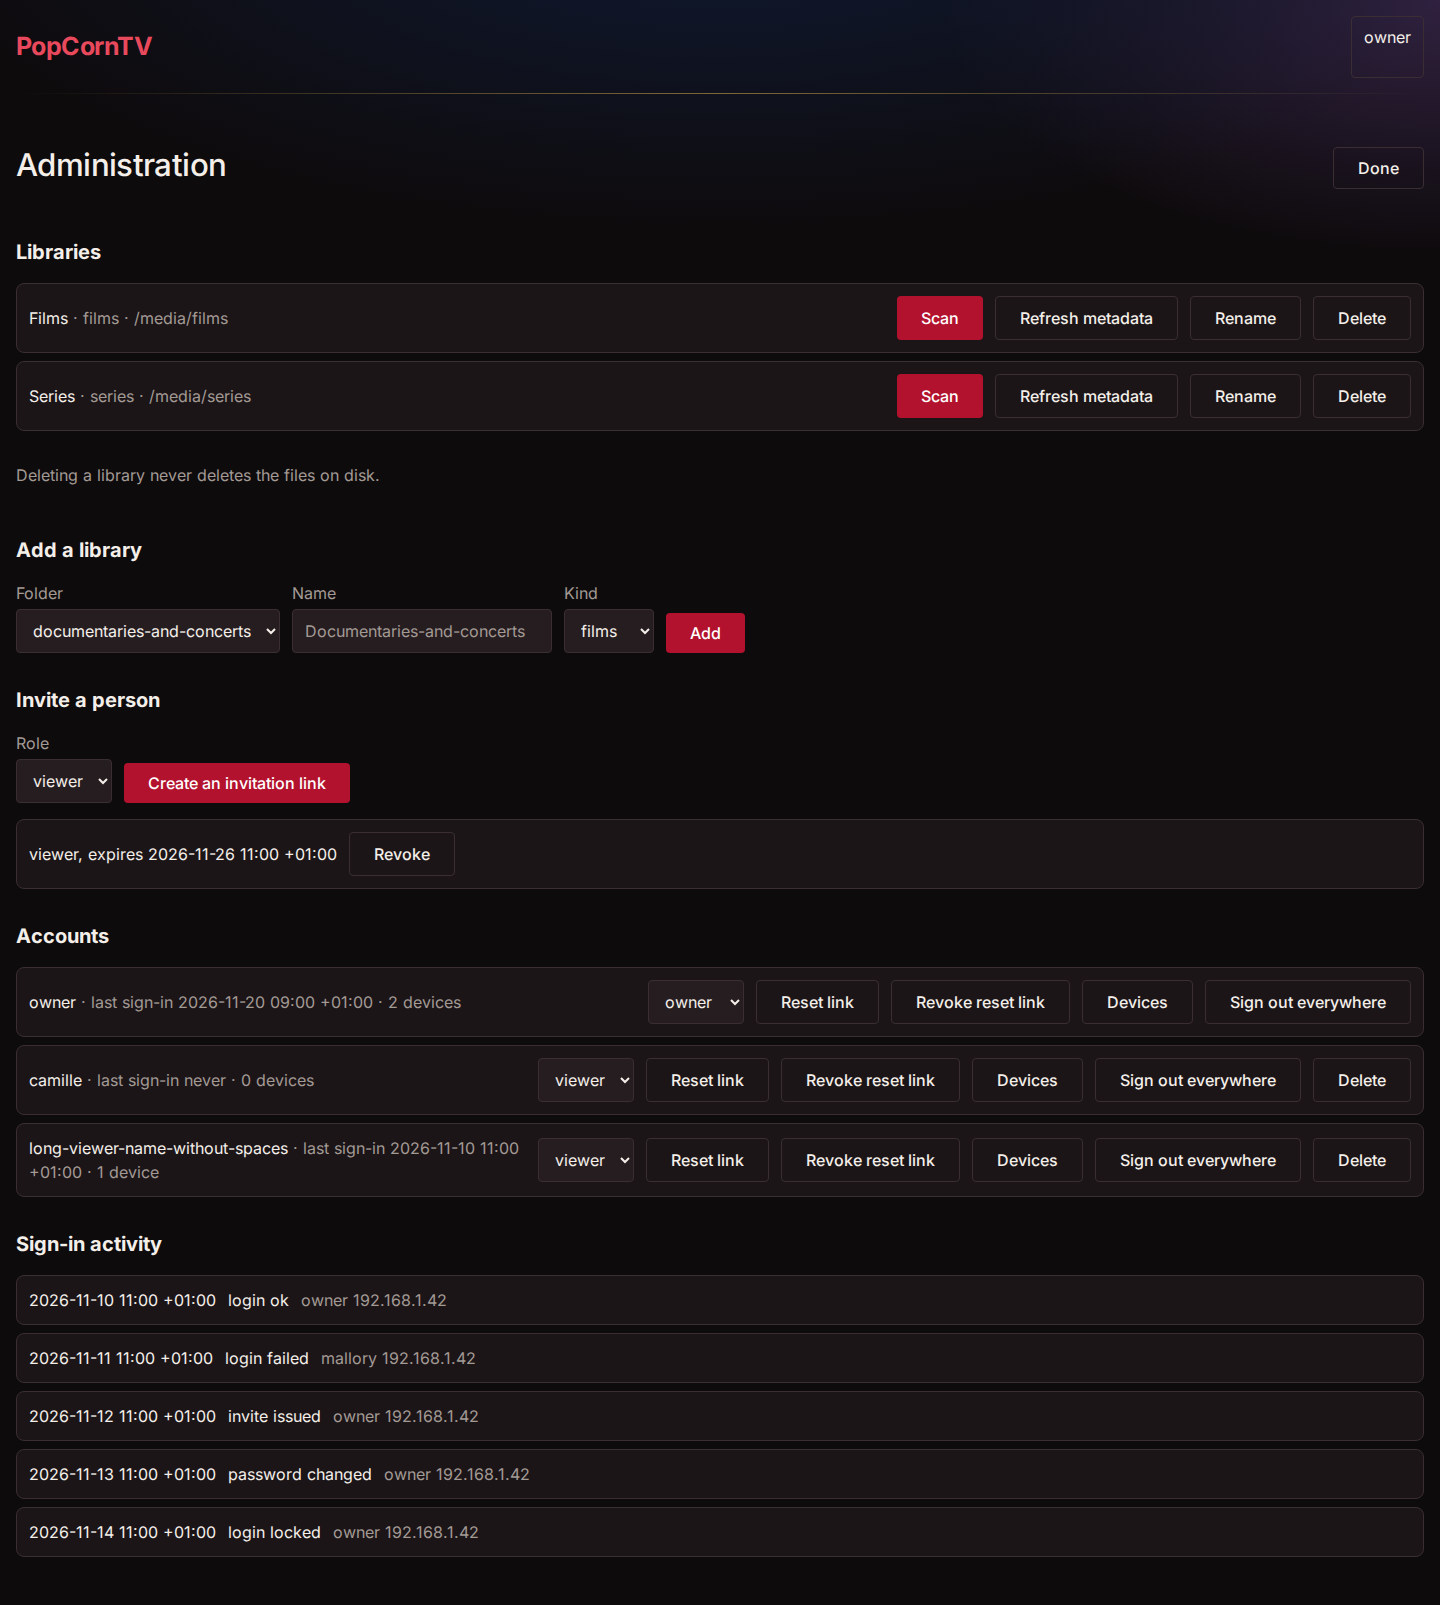 PopCornTV
owner
Administration
Done
Libraries
Films · films · /media/films
Scan
Refresh metadata
Rename
Delete
Series · series · /media/series
Scan
Refresh metadata
Rename
Delete
Deleting a library never deletes the files on disk.
Add a library
Folder
Name
Kind
documentaries-and-concerts
Documentaries-and-concerts
films
Add
Invite a person
Role
viewer
Create an invitation link
viewer, expires 2026-11-26 11:00 +01:00
Revoke
Accounts
owner · last sign-in 2026-11-20 09:00 +01:00 · 2 devices
owner
Reset link
Revoke reset link
Devices
Sign out everywhere
camille · last sign-in never · 0 devices
viewer
Reset link
Revoke reset link
Devices
Sign out everywhere
Delete
long-viewer-name-without-spaces · last sign-in 2026-11-10 11:00
+01:00 · 1 device
viewer
Reset link
Revoke reset link
Devices
Sign out everywhere
Delete
Sign-in activity
2026-11-10 11:00 +01:00 login ok owner 192.168.1.42
2026-11-11 11:00 +01:00 login failed mallory 192.168.1.42
2026-11-12 11:00 +01:00 invite issued owner 192.168.1.42
2026-11-13 11:00 +01:00 password changed owner 192.168.1.42
2026-11-14 11:00 +01:00 login locked owner 192.168.1.42